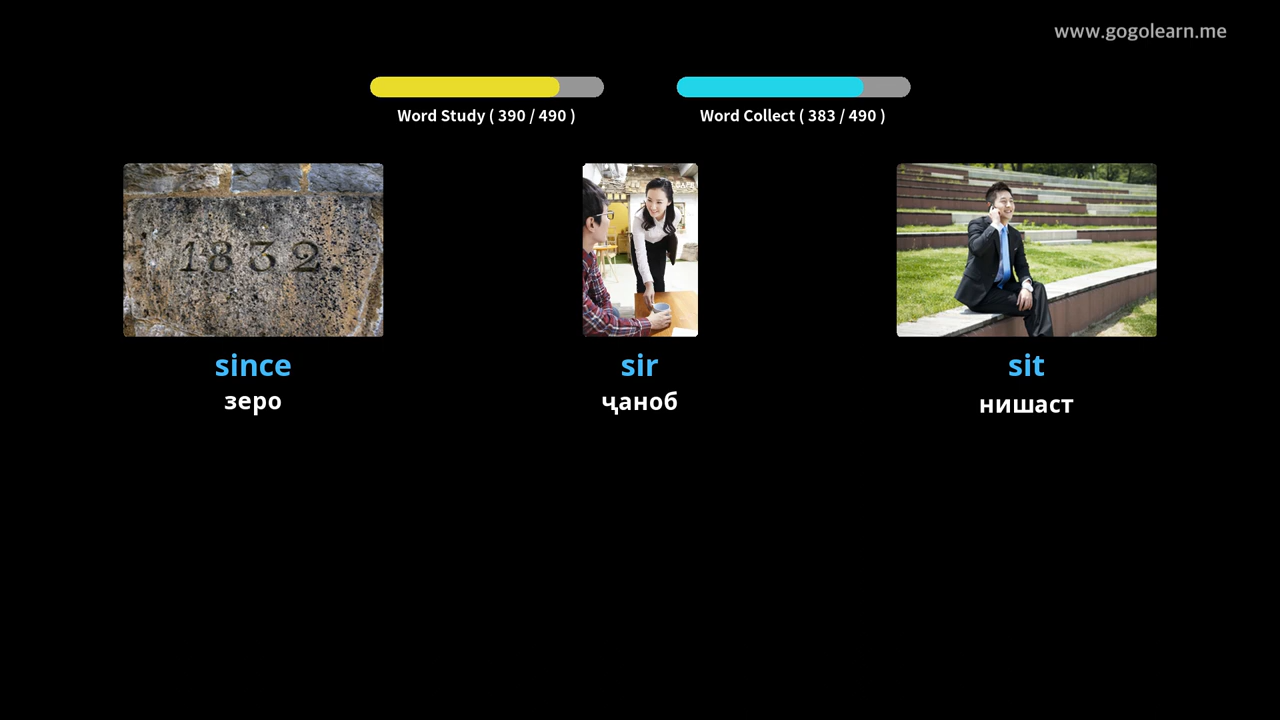 www.gogolearn.me
Word Study ( 390 / 490 )
Word Collect ( 383 / 490 )
1832.
since
зеро
sir
ҷаноб
sit
нишаст